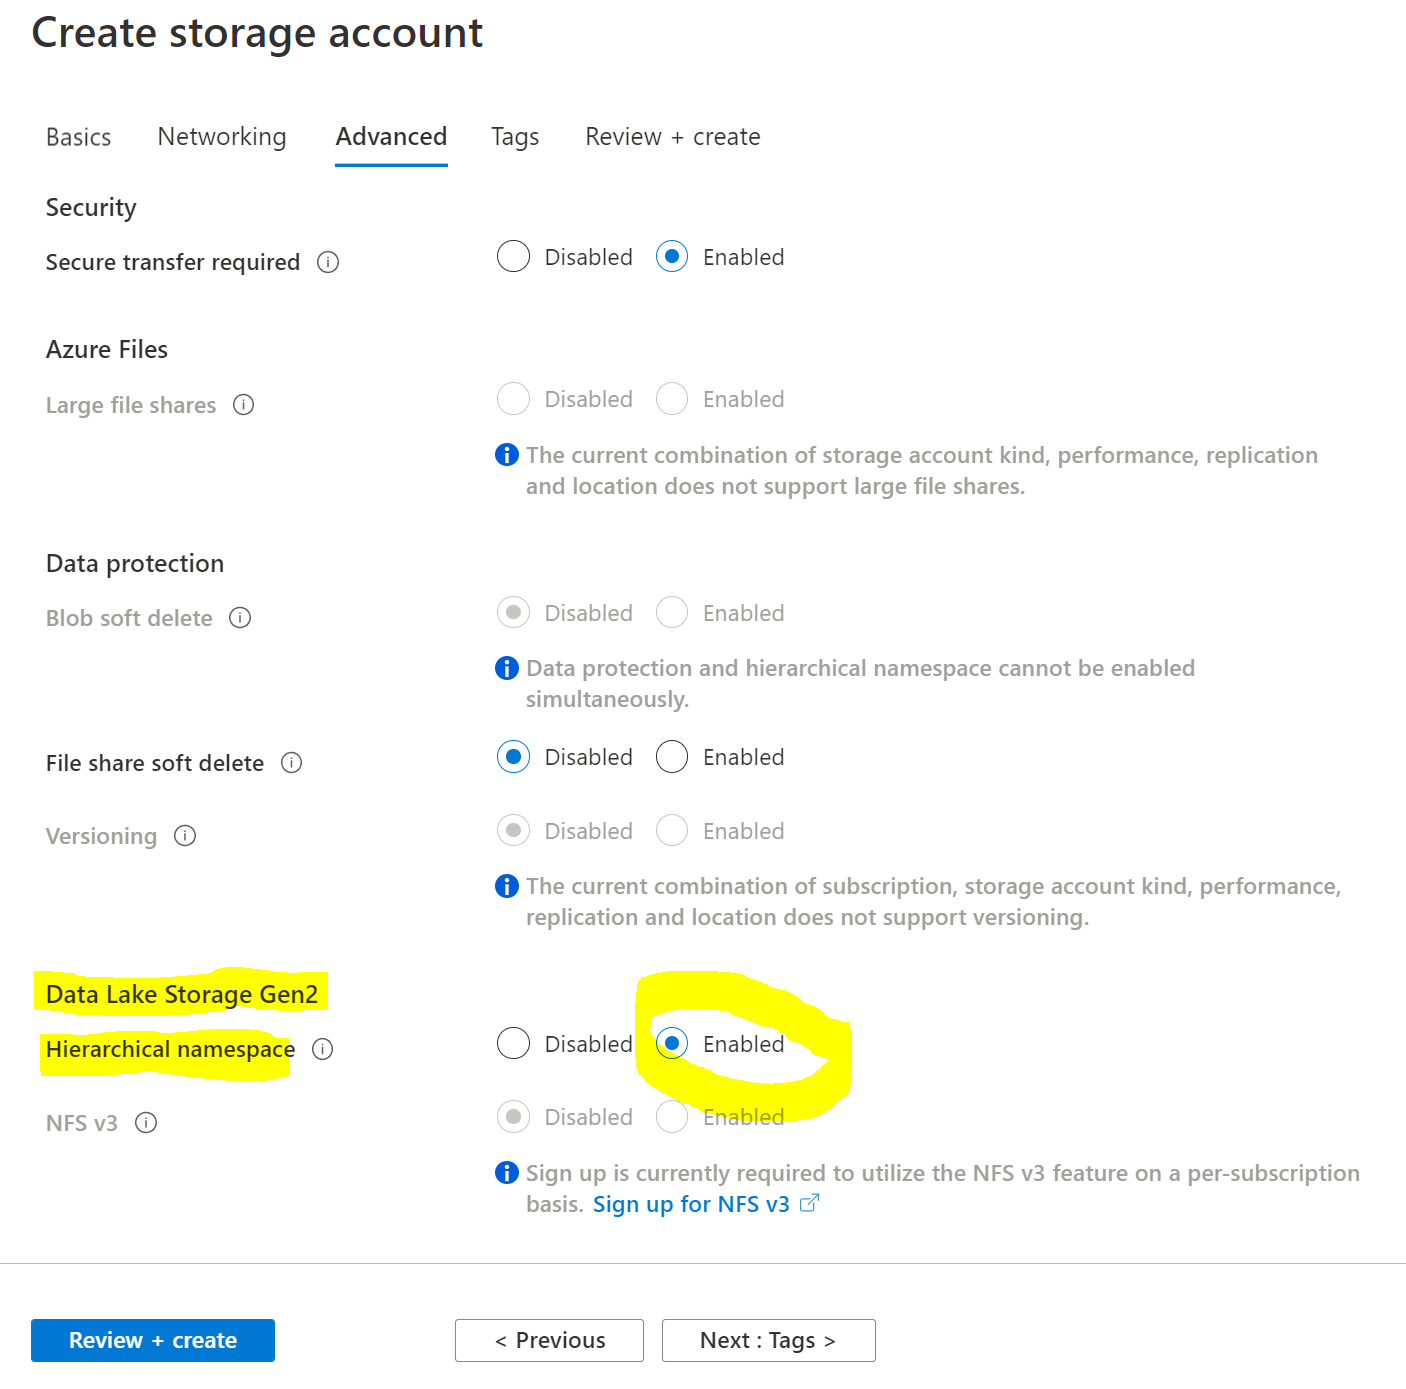 Create storage account
Basics Networking Advanced Tags Review + create
Security
Secure transfer required Disabled Enabled
Azure Files
Large file shares Disabled Enabled
The current combination of storage account kind, performance, replication
and location does not support large file shares.
Data protection
Blob soft delete Disabled Enabled
Data protection and hierarchical namespace cannot be enabled
simultaneously.
File share soft delete Disabled Enabled
Versioning Disabled Enabled
The current combination of subscription, storage account kind, performance,
replication and location does not support versioning.
Data Lake Storage Gen2
Hierarchical namespace Disabled Enabled
NFS v3 Disabled Enabled
Sign up is currently required to utilize the NFS v3 feature on a per-subscription
basis. Sign up for NFS v3
Review + create < Previous Next : Tags >